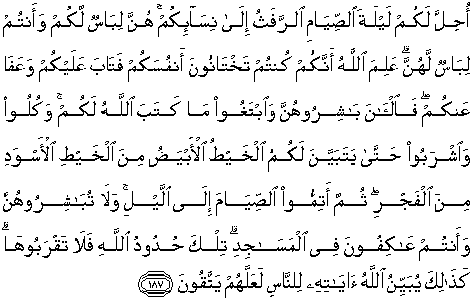 أُحِلَّ لَكُمْ لَيْلَةَ ٱلصِّيَامِ ٱلرَّفَثُ إِلَىٰ نِسَآئِكُمْ ۚ هُنَّ لِبَاسٌ لَّكُمْ وَأَنتُمْ
لِبَاسٌ لَّهُنَّ ۗ عَلِمَ ٱللَّهُ أَنَّكُمْ كُنتُمْ تَخْتَانُونَ أَنفُسَكُمْ فَتَابَ عَلَيْكُمْ وَعَفَا
عَنكُمْ ۖ فَٱلْـَٰٔنَ بَـٰشِرُوهُنَّ وَٱبْتَغُوا۟ مَا كَتَبَ ٱللَّهُ لَكُمْ ۚ وَكُلُوا۟
وَٱشْرَبُوا۟ حَتَّىٰ يَتَبَيَّنَ لَكُمُ ٱلْخَيْطُ ٱلْأَبْيَضُ مِنَ ٱلْخَيْطِ ٱلْأَسْوَدِ
مِنَ ٱلْفَجْرِ ۖ ثُمَّ أَتِمُّوا۟ ٱلصِّيَامَ إِلَى ٱلَّيْلِ ۚ وَلَا تُبَـٰشِرُوهُنَّ
وَأَنتُمْ عَـٰكِفُونَ فِى ٱلْمَسَـٰجِدِ ۗ تِلْكَ حُدُودُ ٱللَّهِ فَلَا تَقْرَبُوهَا ۗ
كَذَٰلِكَ يُبَيِّنُ ٱللَّهُ ءَايَـٰتِهِۦ لِلنَّاسِ لَعَلَّهُمْ يَتَّقُونَ ١٨٧